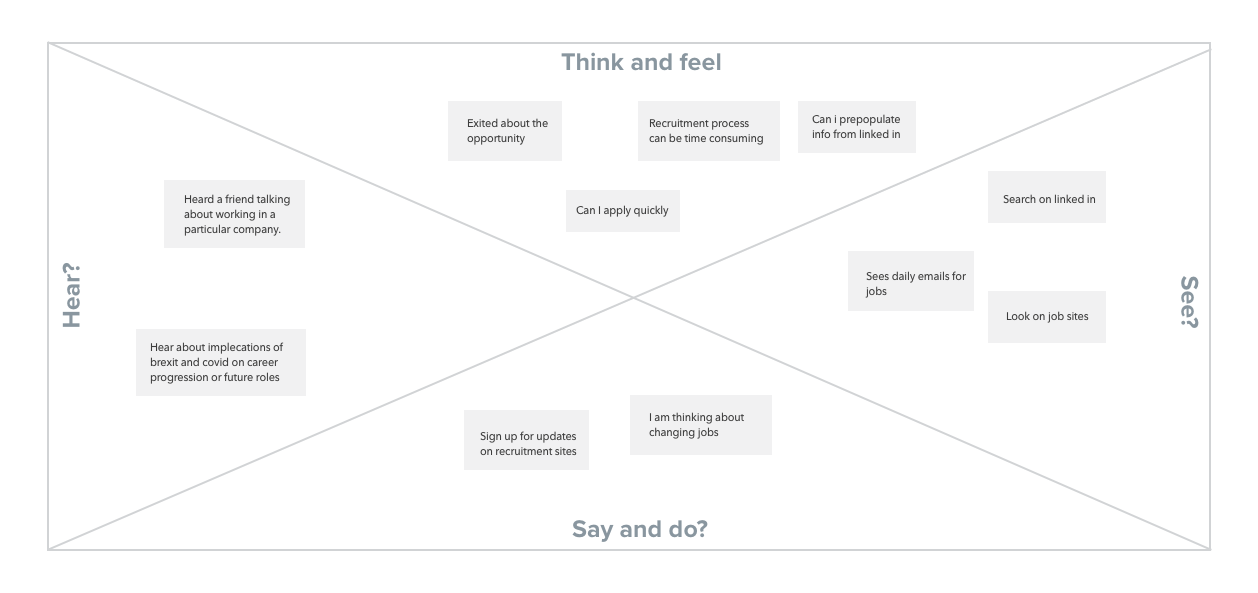 Think and feel
Exited about the
opportunity
Recruitment process
can be time consuming
Can i prepopulate
info from linked in
Can I apply quickly
Hear?
Heard a friend talking
about working in a
particular company.
Hear about implecations of
brexit and covid on career
progression or future roles
See?
Search on linked in
Sees daily emails for
jobs
Look on job sites
Sign up for updates
on recruitment sites
I am thinking about
changing jobs
Say and do?